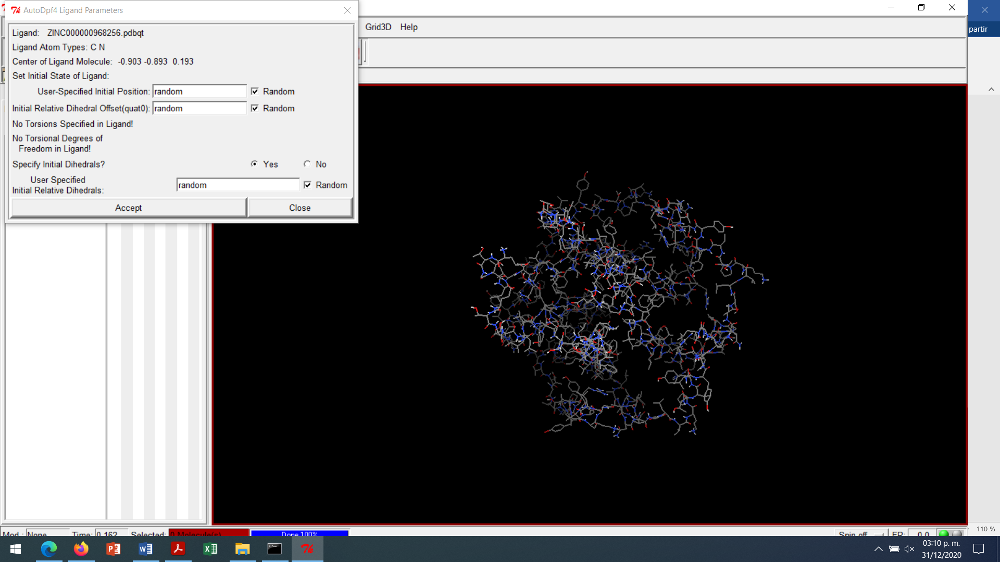 AutoDpf4 Ligand Parameters
Grid3D Help
partir
Ligand: ZINC000000968256.pdbqt
Ligand Atom Types: C N
Center of Ligand Molecule: -0.903 -0.893 0.193
Set Initial State of Ligand:
User-Specified Initial Position: random Random
Initial Relative Dihedral Offset(quat0): random Random
No Torsions Specified in Ligand!
No Torsional Degrees of
Freedom in Ligand!
Specify Initial Dihedrals? Yes No
User Specified
Initial Relative Dihedrals: random Random
Accept Close
Mod.: None Time: 0.162 Selected: 0 Molecule(s) Done 100% Spin off FR: 0.0
110 %
03:10 p. m.
31/12/2020